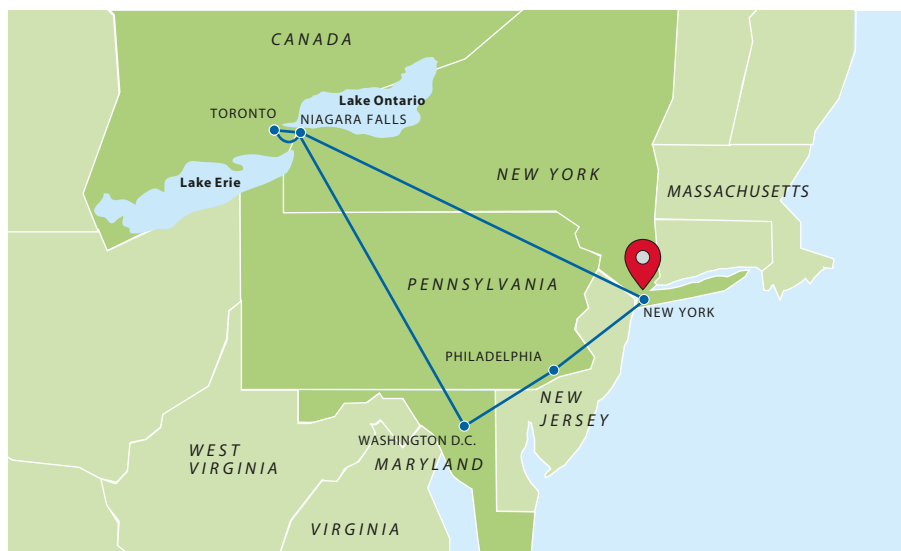 CANADA
Lake Ontario
TORONTO
NIAGARA FALLS
NEW YORK
Lake Erie
MASSACHUSETTS
PENNSYLVANIA
NEW YORK
PHILADELPHIA
NEW
JERSEY
WASHINGTON D.C.
WEST
VIRGINIA
MARYLAND
VIRGINIA